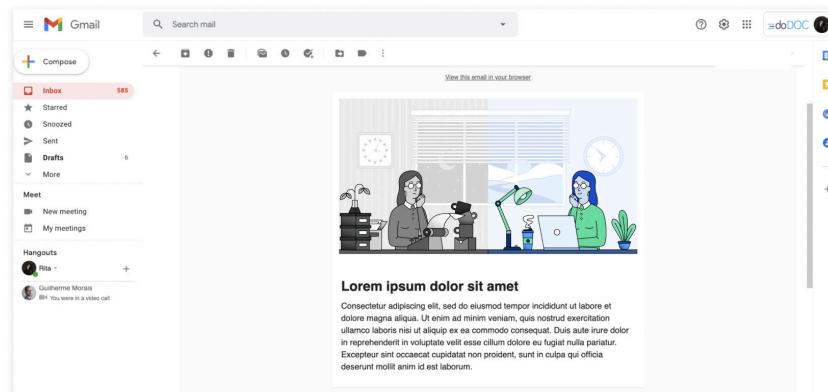 Gmail
Search mail
doDOC
Compose
Inbox 585
Starred
Snoozed
Sent
Drafts 6
More
Meet
New meeting
My meetings
Hangouts
Rita
Guilherme Morais
You were in a video call
View this email in your browser
Lorem ipsum dolor sit amet
Consectetur adipiscing elit, sed do eiusmod tempor incididunt ut labore et
dolore magna aliqua. Ut enim ad minim veniam, quis nostrud exercitation
ullamco laboris nisi ut aliquip ex ea commodo consequat. Duis aute irure dolor
in reprehenderit in voluptate velit esse cillum dolore eu fugiat nulla pariatur.
Excepteur sint occaecat cupidatat non proident, sunt in culpa qui officia
deserunt mollit anim id est laborum.